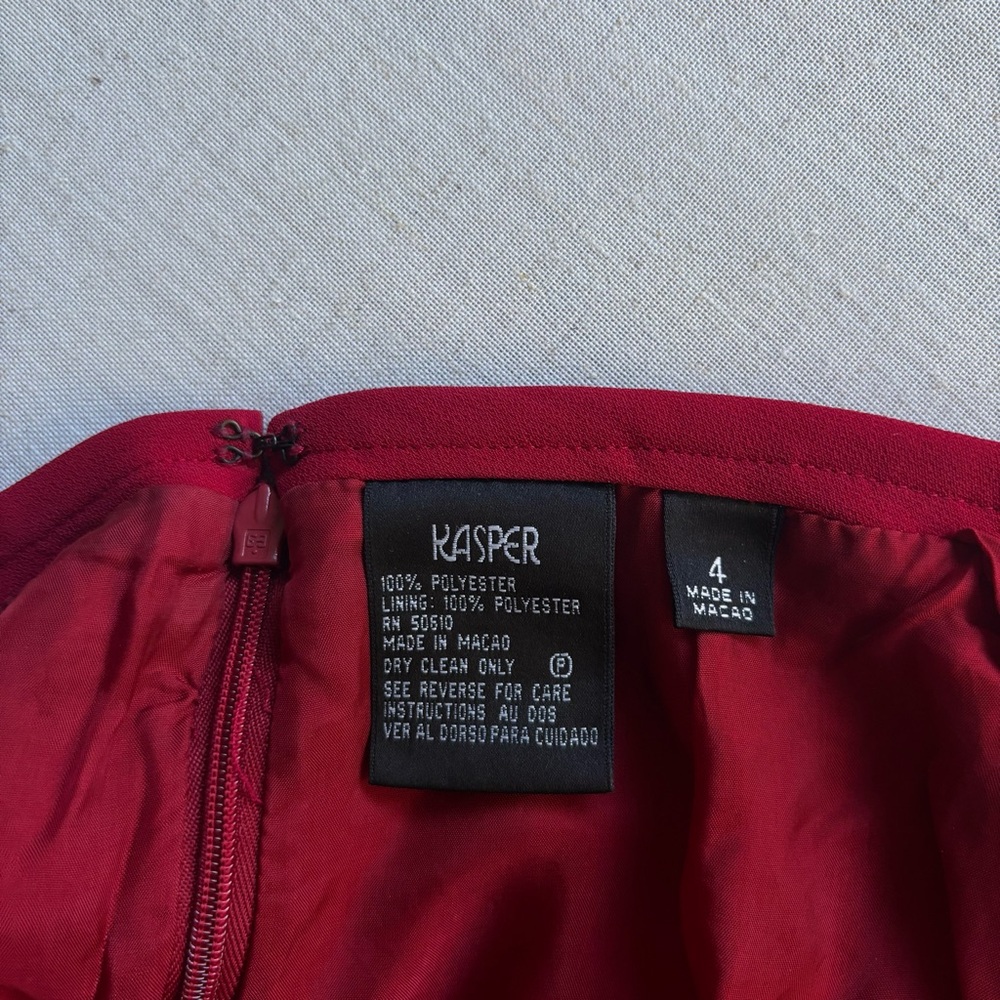 KASPER
100% POLYESTER
LINING: 100% POLYESTER
RN 50610
MADE IN MACAO
DRY CLEAN ONLY Ⓟ
SEE REVERSE FOR CARE
INSTRUCTIONS AU DOS
VER AL DORSO PARA CUIDADO
4
MADE IN
MACAO